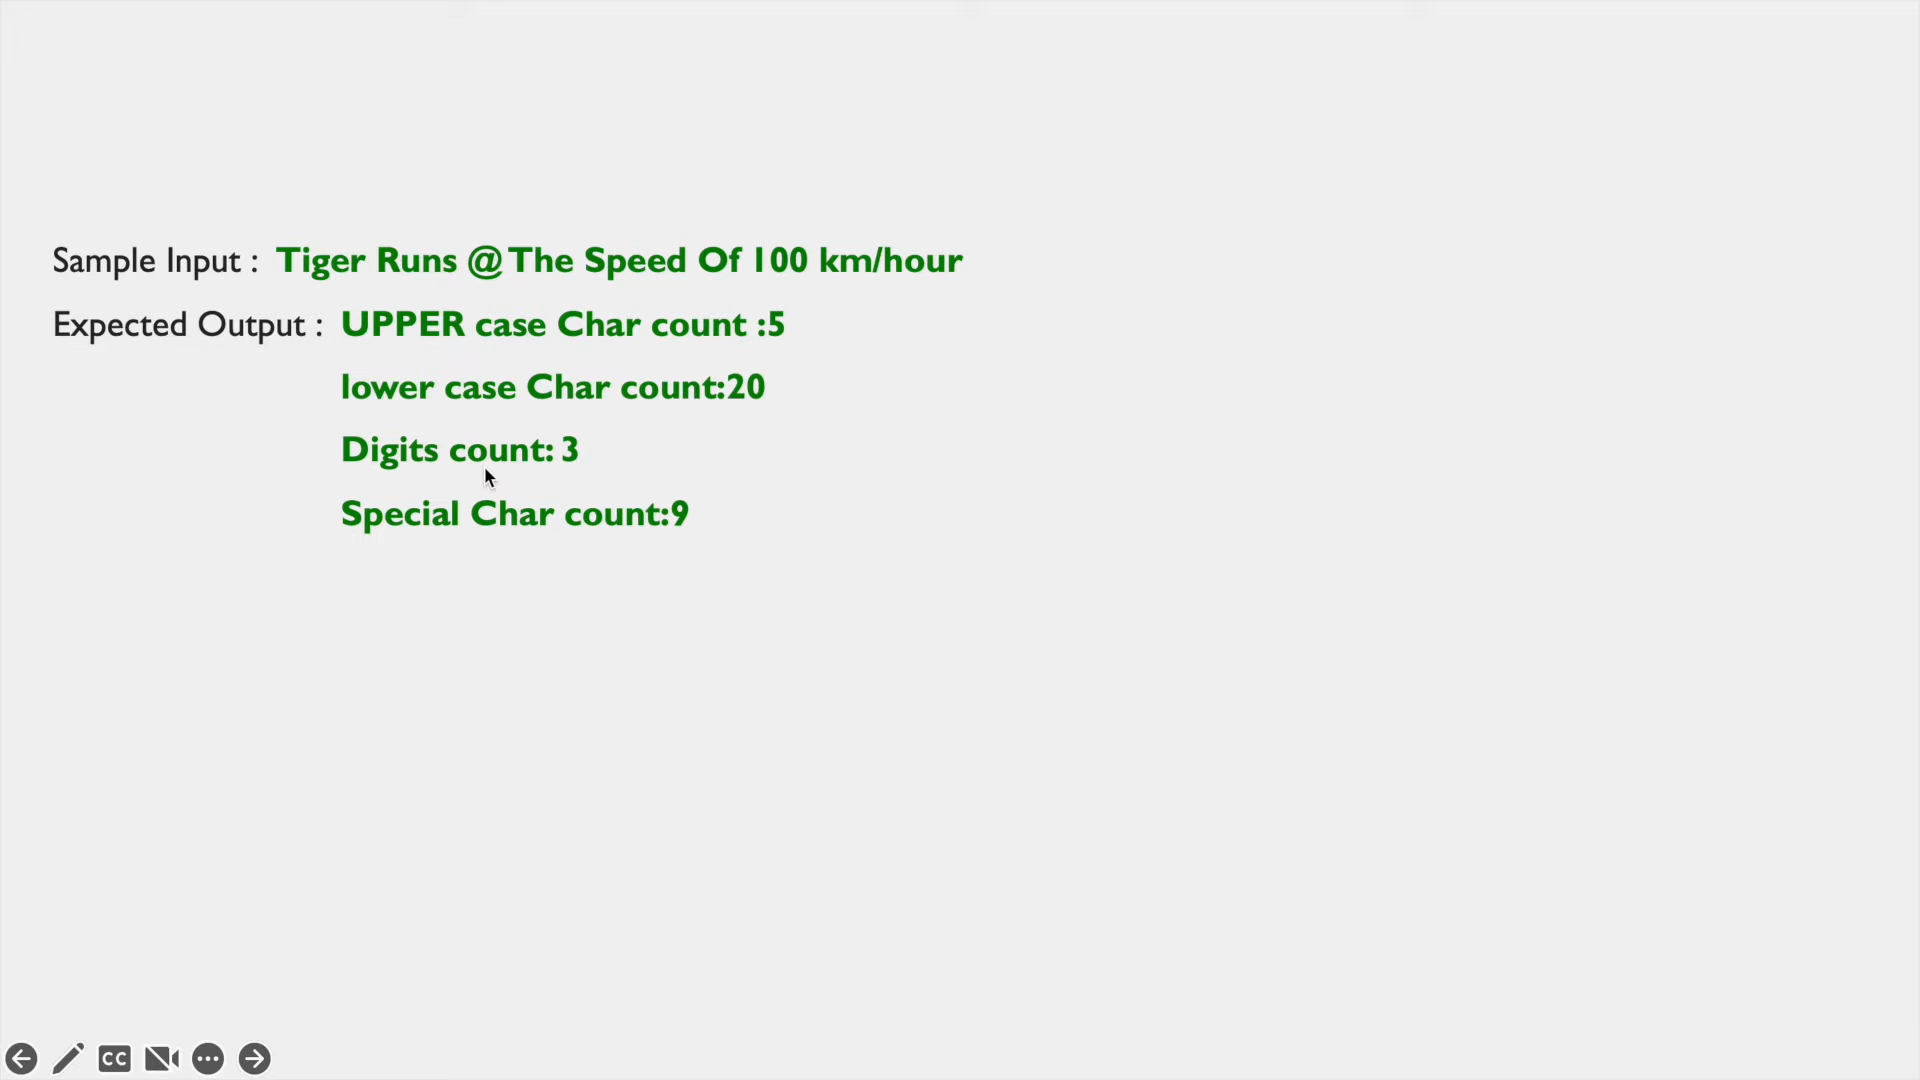 Sample Input : Tiger Runs @ The Speed Of 100 km/hour
Expected Output : UPPER case Char count :5
lower case Char count:20
Digits count: 3
Special Char count:9
CC